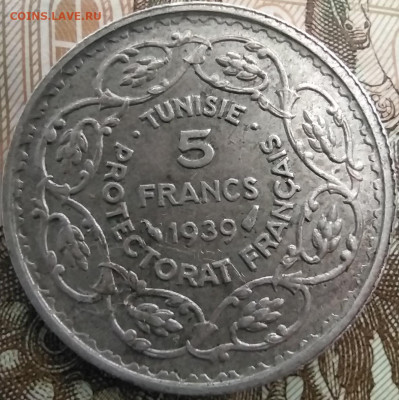 COINS.LAVE.RU
· TUNISIE ·
5
FRANCS
1939
PROTECTORAT FRANÇAIS